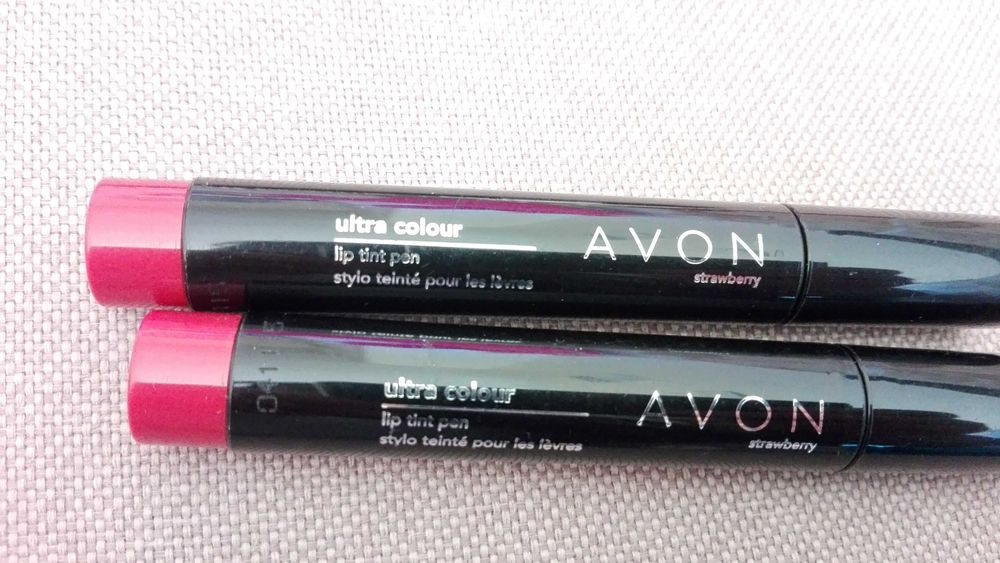 ultra colour
lip tint pen
stylo teinté pour les lèvres
AVON
strawberry
ultra colour
lip tint pen
stylo teinté pour les lèvres
AVON
strawberry